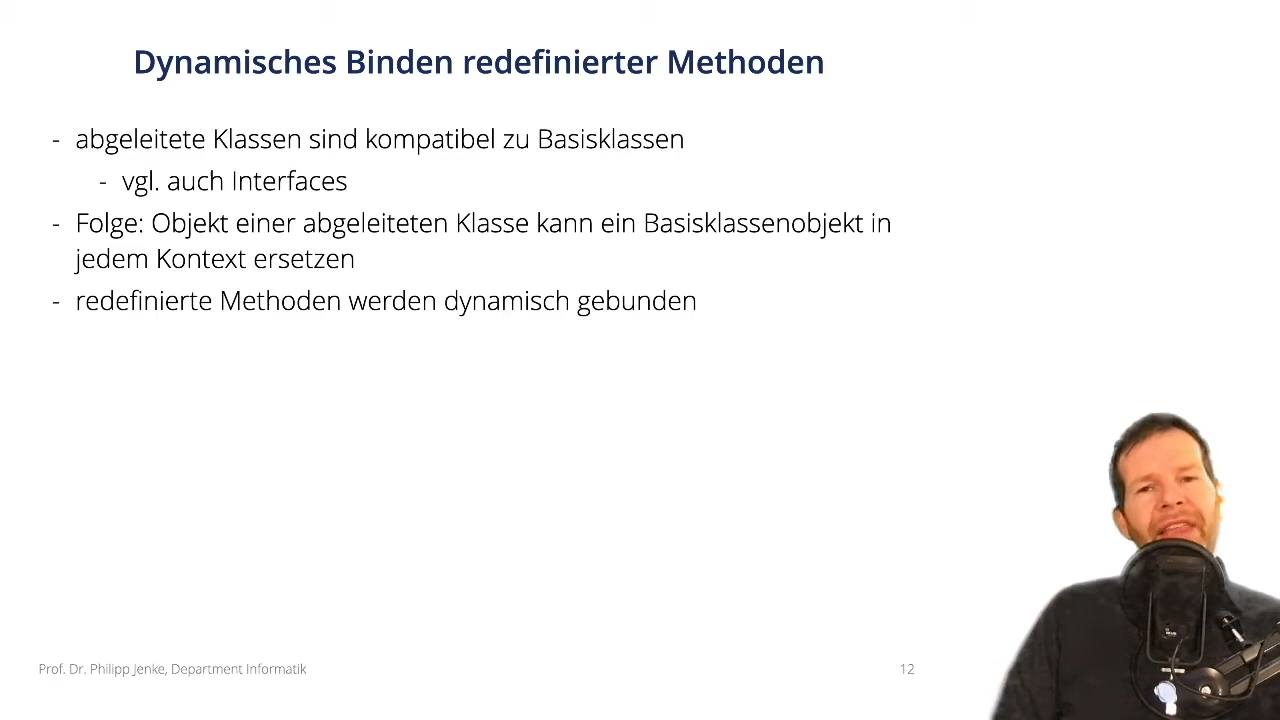 Dynamisches Binden redefinierter Methoden
- abgeleitete Klassen sind kompatibel zu Basisklassen
- vgl. auch Interfaces
- Folge: Objekt einer abgeleiteten Klasse kann ein Basisklassenobjekt in
jedem Kontext ersetzen
- redefinierte Methoden werden dynamisch gebunden
Prof. Dr. Philipp Jenke, Department Informatik
12